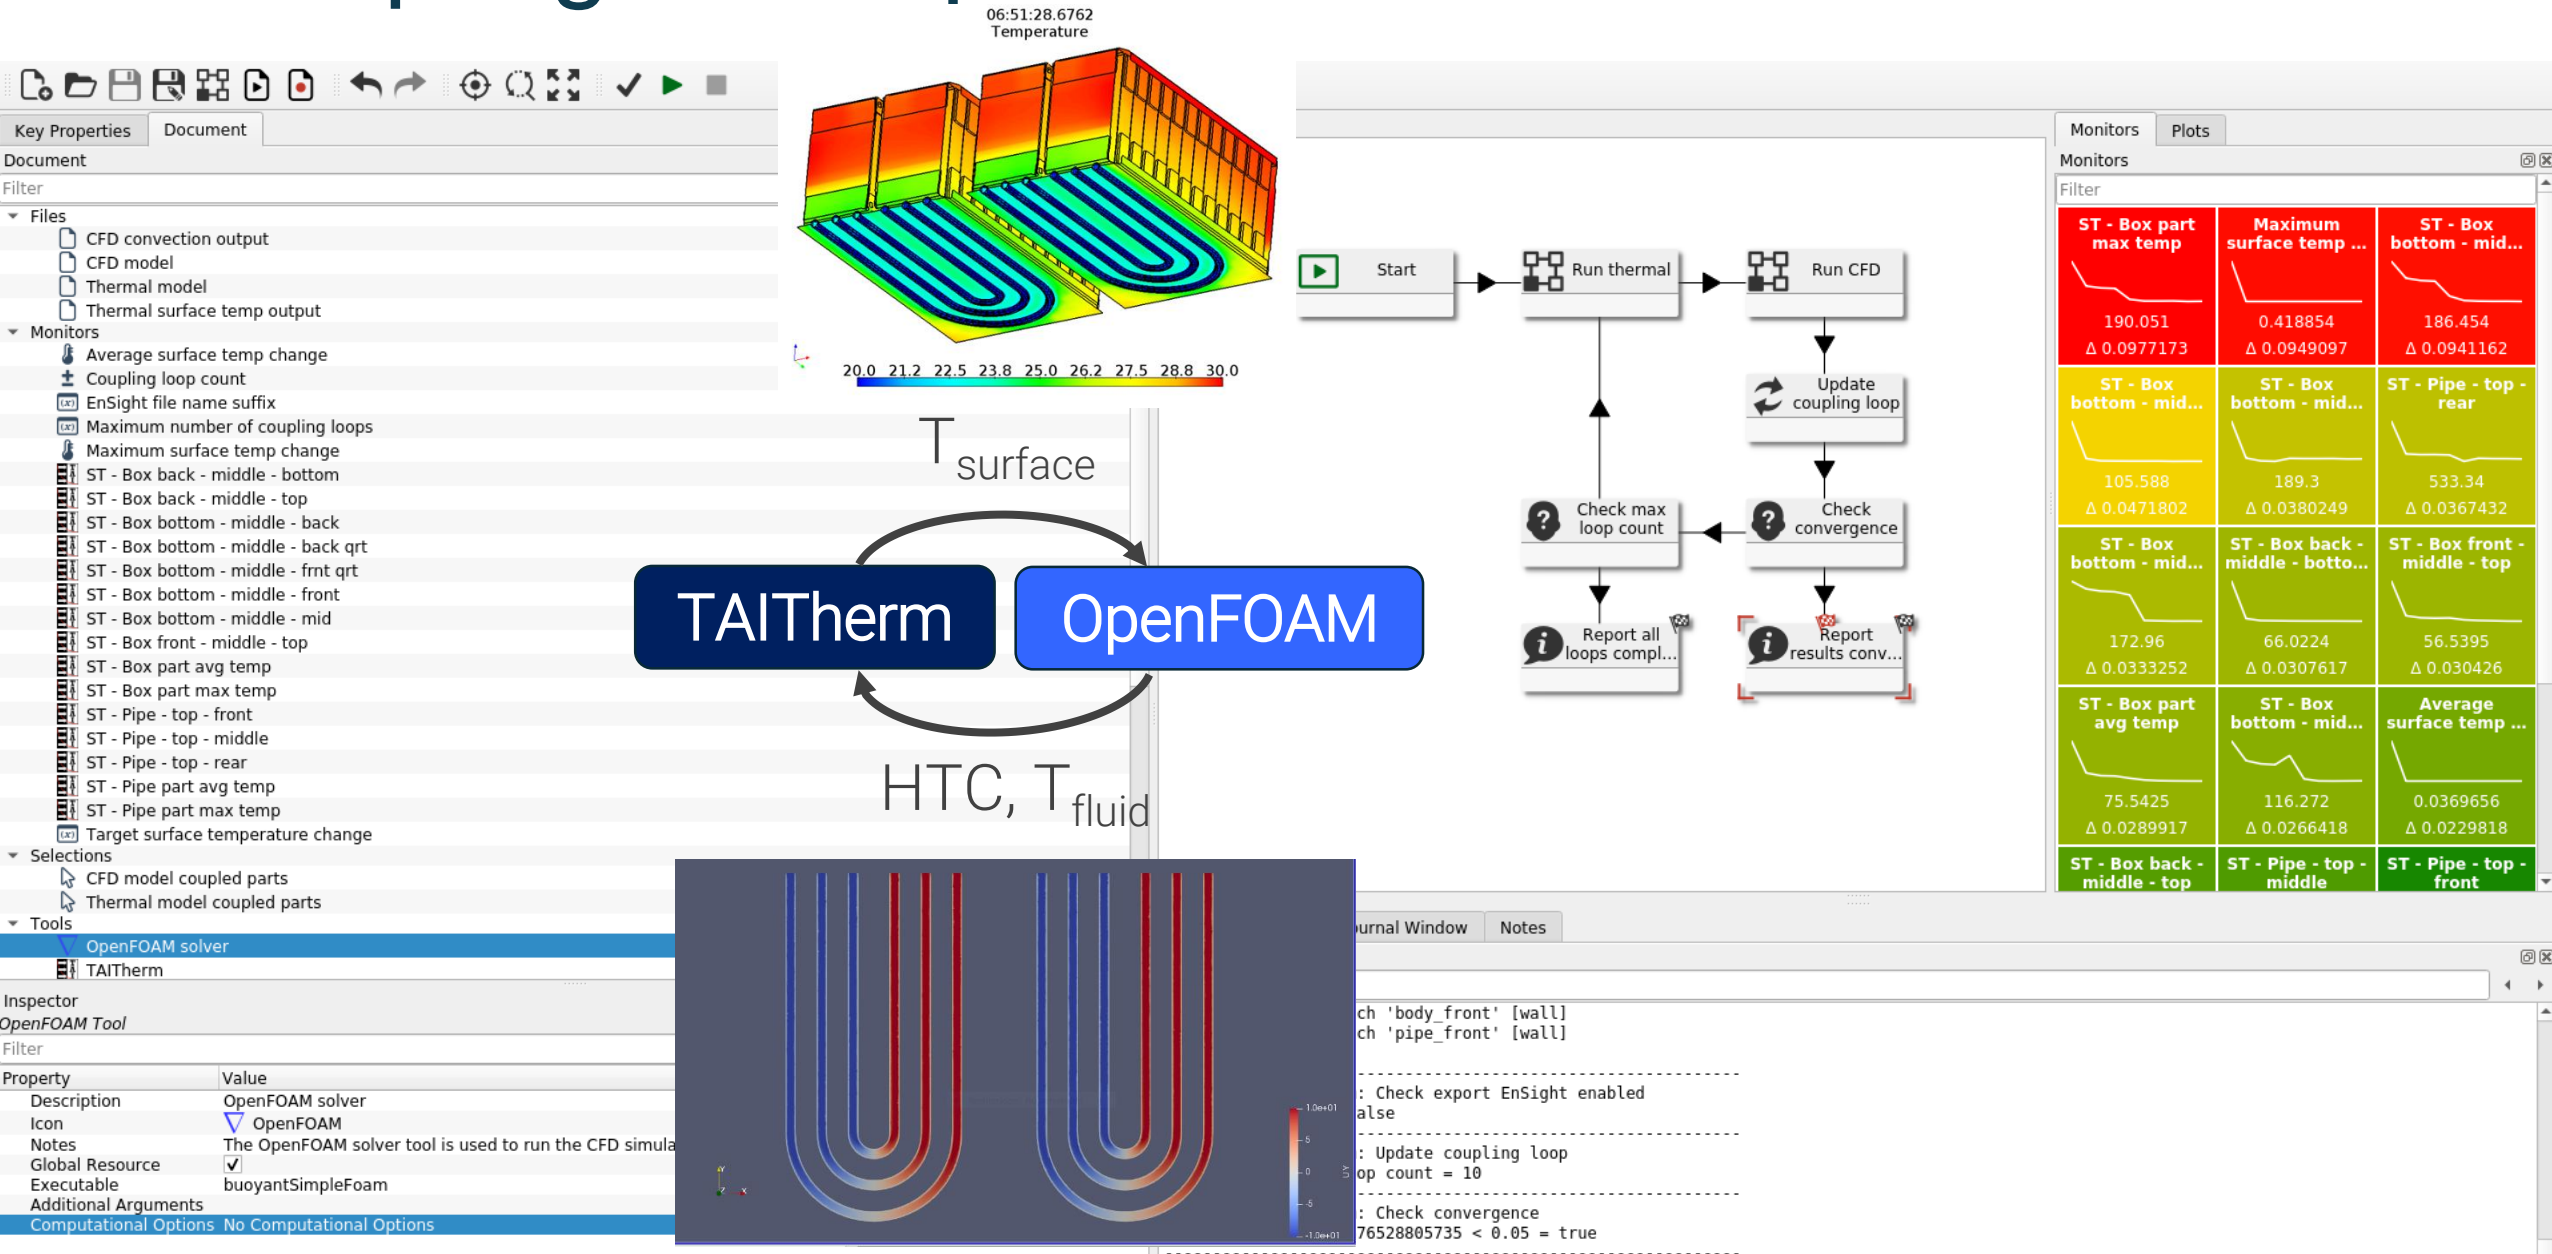 06:51:28.6762
Temperature
20.0 21.2 22.5 23.8 25.0 26.2 27.5 28.8 30.0
Key Properties
Document
Document
Filter
Files
CFD convection output
CFD model
Thermal model
Thermal surface temp output
Monitors
Average surface temp change
Coupling loop count
EnSight file name suffix
Maximum number of coupling loops
Maximum surface temp change
ST - Box back - middle - bottom
ST - Box back - middle - top
ST - Box bottom - middle - back
ST - Box bottom - middle - back qrt
ST - Box bottom - middle - frnt qrt
ST - Box bottom - middle - front
ST - Box bottom - middle - mid
ST - Box front - middle - top
ST - Box part avg temp
ST - Box part max temp
ST - Pipe - top - front
ST - Pipe - top - middle
ST - Pipe - top - rear
ST - Pipe part avg temp
ST - Pipe part max temp
Target surface temperature change
Selections
CFD model coupled parts
Thermal model coupled parts
Tools
OpenFOAM solver
TAITherm
Inspector
OpenFOAM Tool
Filter
Property Value
Description OpenFOAM solver
Icon OpenFOAM
Notes The OpenFOAM solver tool is used to run the CFD simula
Global Resource
Executable buoyantSimpleFoam
Additional Arguments
Computational Options No Computational Options
T surface
TAITherm
OpenFOAM
HTC, T fluid
1.0e+01
5
0
-5
-1.0e+01
Start
Run thermal
Run CFD
Update
coupling loop
Check max
loop count
Check
convergence
Report all
loops compl...
Report
results conv...
Monitors
Plots
Monitors
Filter
ST - Box part
max temp
190.051
Δ 0.0977173
Maximum
surface temp ...
0.418854
Δ 0.0949097
ST - Box
bottom - mid...
186.454
Δ 0.0941162
ST - Box
bottom - mid...
105.588
Δ 0.0471802
ST - Box
bottom - mid...
189.3
Δ 0.0380249
ST - Pipe - top -
rear
533.34
Δ 0.0367432
ST - Box
bottom - mid...
172.96
Δ 0.0333252
ST - Box back -
middle - botto...
66.0224
Δ 0.0307617
ST - Box front -
middle - top
56.5395
Δ 0.030426
ST - Box part
avg temp
75.5425
Δ 0.0289917
ST - Box
bottom - mid...
116.272
Δ 0.0266418
Average
surface temp ...
0.0369656
Δ 0.0229818
ST - Box back -
middle - top
ST - Pipe - top -
middle
ST - Pipe - top -
front
urnal Window
Notes
ch 'body_front' [wall]
ch 'pipe_front' [wall]
: Check export EnSight enabled
alse
: Update coupling loop
op count = 10
: Check convergence
76528805735 < 0.05 = true